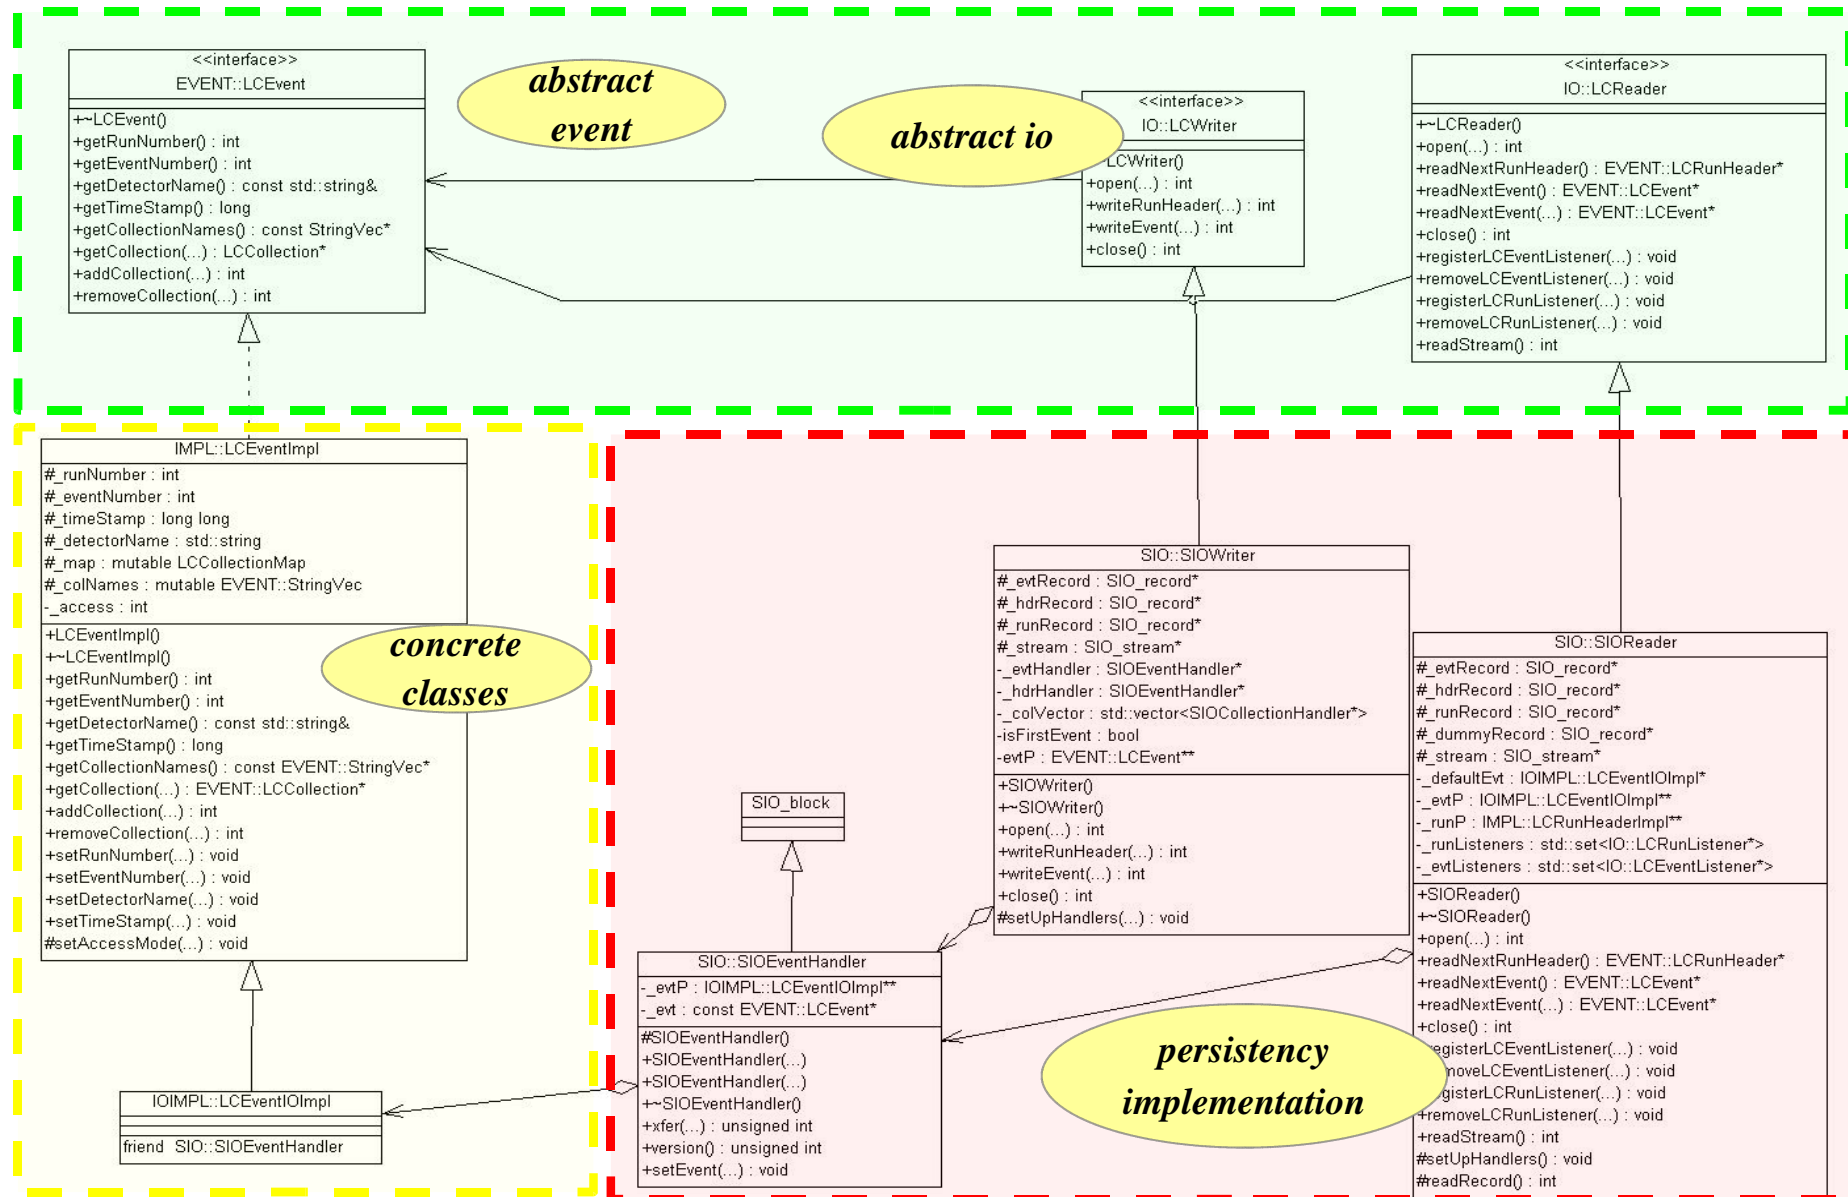 <<interface>>
EVENT::LCEvent
+~LCEvent()
+getRunNumber() : int
+getEventNumber() : int
+getDetectorName() : const std::string&
+getTimeStamp() : long
+getCollectionNames() : const StringVec*
+getCollection(...) : LCCollection*
+addCollection(...) : int
+removeCollection(...) : int
abstract
event
abstract io
<<interface>>
IO::LCWriter
~LCWriter()
+open(...) : int
+writeRunHeader(...) : int
+writeEvent(...) : int
+close() : int
<<interface>>
IO::LCReader
+~LCReader()
+open(...) : int
+readNextRunHeader() : EVENT::LCRunHeader*
+readNextEvent() : EVENT::LCEvent*
+readNextEvent(...) : EVENT::LCEvent*
+close() : int
+registerLCEventListener(...) : void
+removeLCEventListener(...) : void
+registerLCRunListener(...) : void
+removeLCRunListener(...) : void
+readStream() : int
IMPL::LCEventImpl
#_runNumber : int
#_eventNumber : int
#_timeStamp : long long
#_detectorName : std::string
#_map : mutable LCCollectionMap
#_colNames : mutable EVENT::StringVec
-_access : int
+LCEventImpl()
+~LCEventImpl()
+getRunNumber() : int
+getEventNumber() : int
+getDetectorName() : const std::string&
+getTimeStamp() : long
+getCollectionNames() : const EVENT::StringVec*
+getCollection(...) : EVENT::LCCollection*
+addCollection(...) : int
+removeCollection(...) : int
+setRunNumber(...) : void
+setEventNumber(...) : void
+setDetectorName(...) : void
+setTimeStamp(...) : void
#setAccessMode(...) : void
concrete
classes
IOIMPL::LCEventIOImpl
friend SIO::SIOEventHandler
SIO_block
SIO::SIOEventHandler
-_evtP : IOIMPL::LCEventIOImpl**
-_evt : const EVENT::LCEvent*
#SIOEventHandler()
+SIOEventHandler(...)
+SIOEventHandler(...)
+~SIOEventHandler()
+xfer(...) : unsigned int
+version() : unsigned int
+setEvent(...) : void
SIO::SIOWriter
#_evtRecord : SIO_record*
#_hdrRecord : SIO_record*
#_runRecord : SIO_record*
#_stream : SIO_stream*
-_evtHandler : SIOEventHandler*
-_hdrHandler : SIOEventHandler*
-_colVector : std::vector<SIOCollectionHandler*>
-isFirstEvent : bool
-evtP : EVENT::LCEvent**
+SIOWriter()
+~SIOWriter()
+open(...) : int
+writeRunHeader(...) : int
+writeEvent(...) : int
+close() : int
#setUpHandlers(...) : void
SIO::SIOReader
#_evtRecord : SIO_record*
#_hdrRecord : SIO_record*
#_runRecord : SIO_record*
#_dummyRecord : SIO_record*
#_stream : SIO_stream*
-_defaultEvt : IOIMPL::LCEventIOImpl*
-_evtP : IOIMPL::LCEventIOImpl**
-_runP : IMPL::LCRunHeaderImpl**
-_runListeners : std::set<IO::LCRunListener*>
-_evtListeners : std::set<IO::LCEventListener*>
+SIOReader()
+~SIOReader()
+open(...) : int
+readNextRunHeader() : EVENT::LCRunHeader*
+readNextEvent() : EVENT::LCEvent*
+readNextEvent(...) : EVENT::LCEvent*
+close() : int
egisterLCEventListener(...) : void
moveLCEventListener(...) : void
gisterLCRunListener(...) : void
+removeLCRunListener(...) : void
+readStream() : int
#setUpHandlers() : void
#readRecord() : int
persistency
implementation